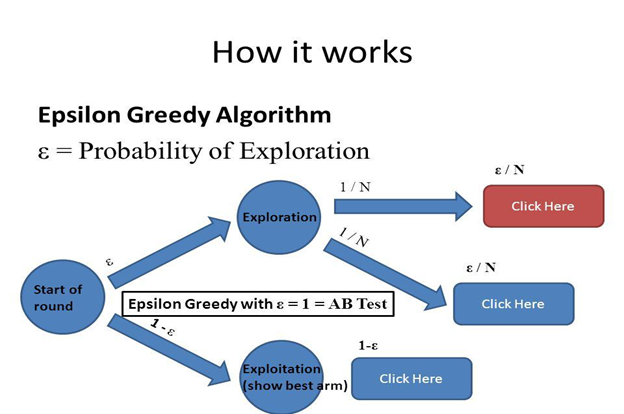 How it works
Epsilon Greedy Algorithm
ε = Probability of Exploration
ε / N
1 / N
Exploration
Click Here
1/N
ε
ε / N
Start of
round
Epsilon Greedy with ε = 1 = AB Test
Click Here
1-ε
1-ε
Exploitation
(show best arm)
Click Here